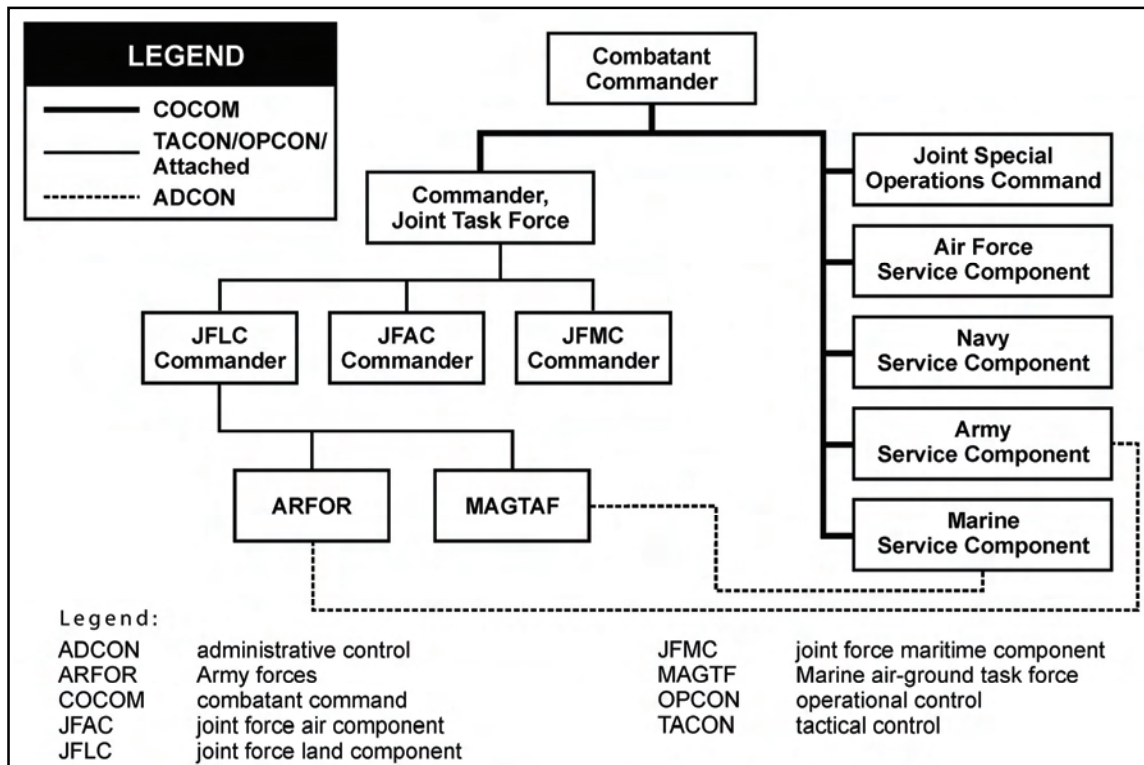 LEGEND
COCOM
TACON/OPCON/
Attached
ADCON
Combatant
Commander
Commander,
Joint Task Force
Joint Special
Operations Command
Air Force
Service Component
Navy
Service Component
Army
Service Component
Marine
Service Component
JFLC
Commander
JFAC
Commander
JFMC
Commander
ARFOR
MAGTAF
Legend:
ADCON administrative control
ARFOR Army forces
COCOM combatant command
JFAC joint force air component
JFLC joint force land component
JFMC joint force maritime component
MAGTF Marine air-ground task force
OPCON operational control
TACON tactical control